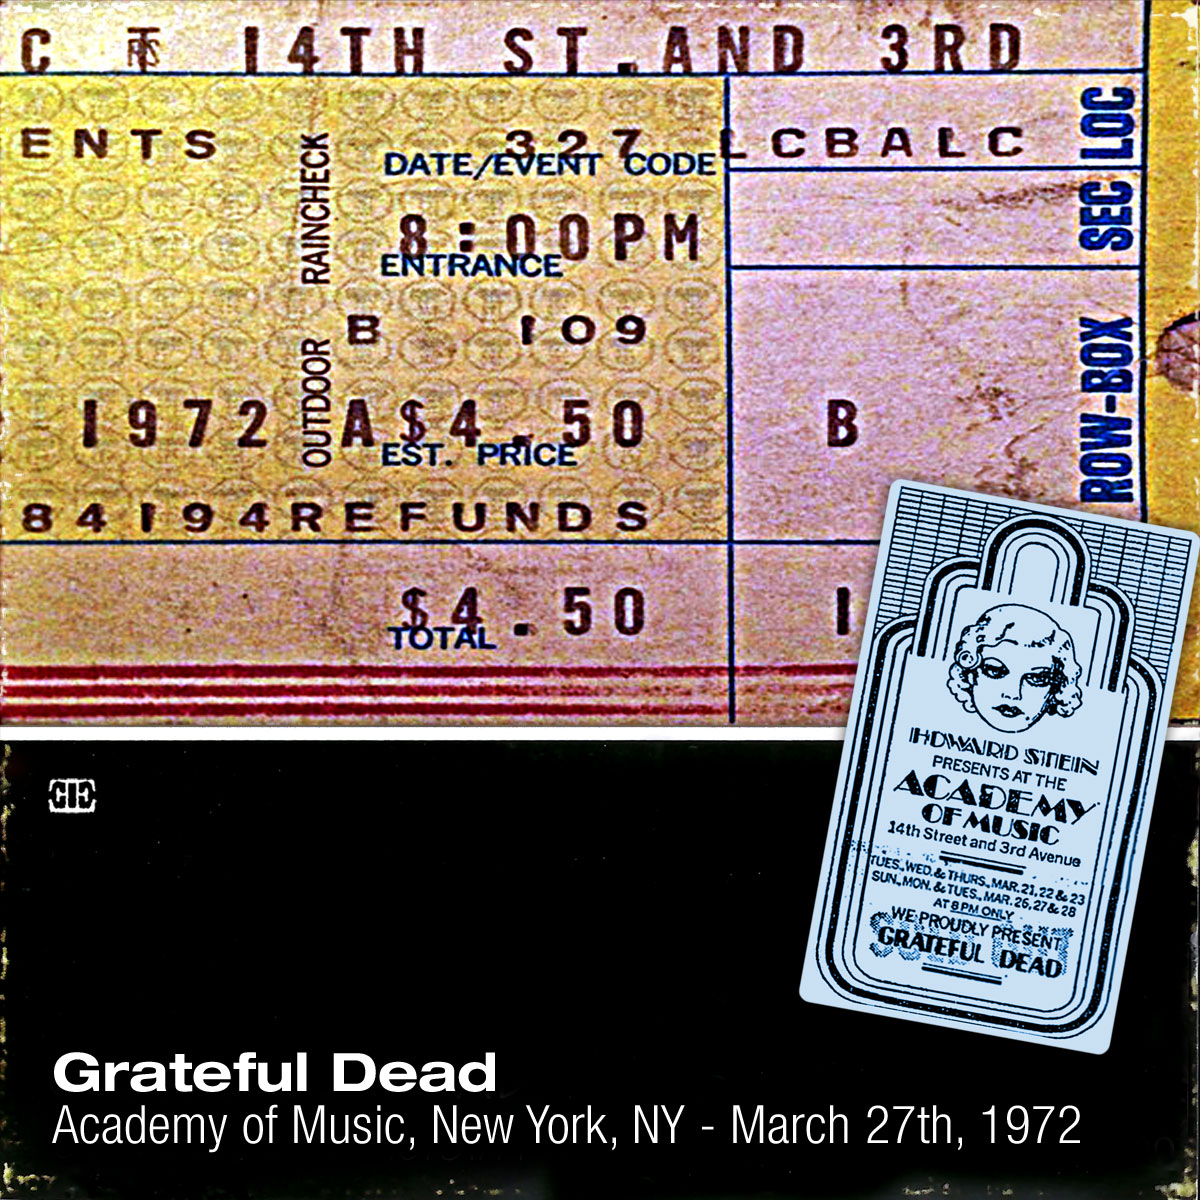 C T 14TH ST. AND 3RD
ENTS 327 LCBALC
DATE/EVENT CODE
8:00PM
ENTRANCE
B 109
1972 A$4.50 B
EST. PRICE
84194REFUNDS
$4.50 1
TOTAL
OUTDOOR RAINCHECK
ROW-BOX SEC LOC
HOWARD STEIN
PRESENTS AT THE
ACADEMY
OF MUSIC
14th Street and 3rd Avenue
TUES., WED. & THURS., MAR. 21, 22 & 23
SUN., MON. & TUES., MAR. 26, 27 & 28
AT 8 PM ONLY
WE PROUDLY PRESENT
GRATEFUL DEAD
Grateful Dead
Academy of Music, New York, NY - March 27th, 1972